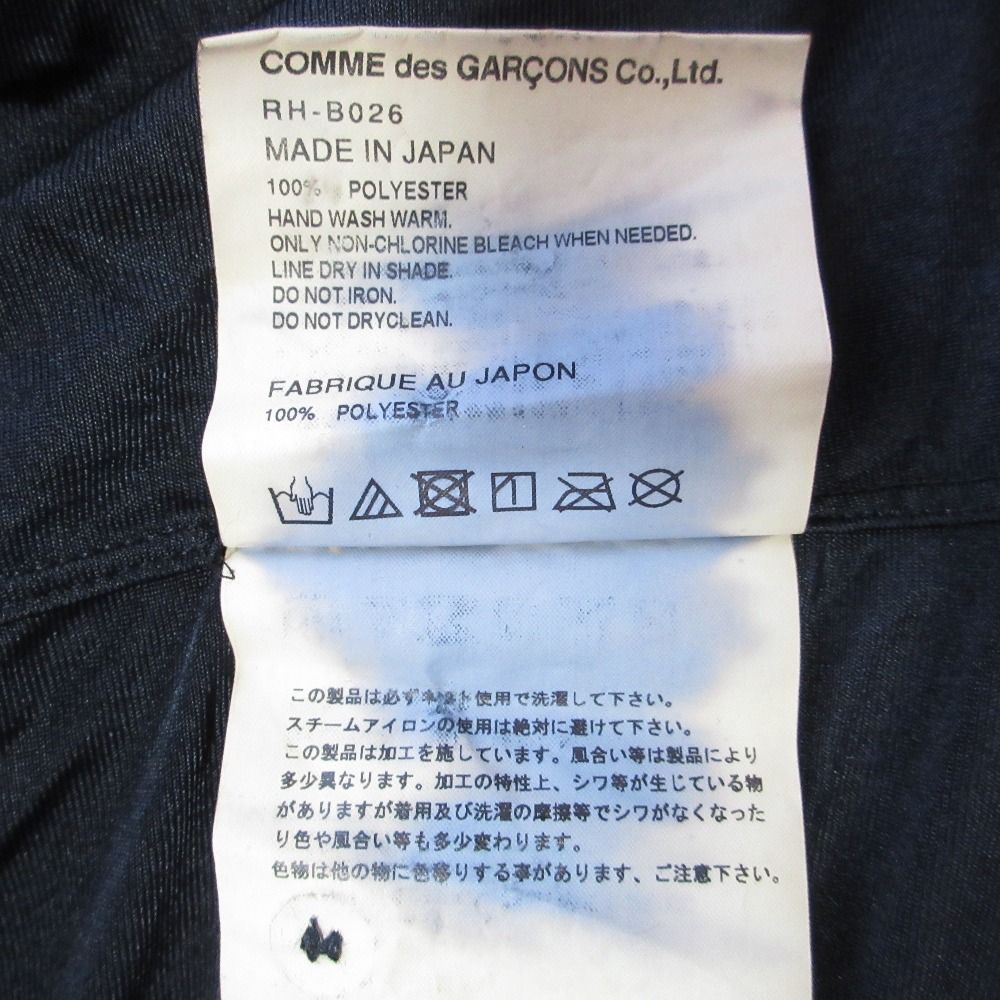 COMME des GARÇONS Co.,Ltd.
RH-B026
MADE IN JAPAN
100% POLYESTER
HAND WASH WARM.
ONLY NON-CHLORINE BLEACH WHEN NEEDED.
LINE DRY IN SHADE.
DO NOT IRON.
DO NOT DRYCLEAN.
FABRIQUE AU JAPON
100% POLYESTER
この製品は必ずネット使用で洗濯して下さい。
スチームアイロンの使用は絶対に避けて下さい。
この製品は加工を施しています。風合い等は製品により
多少異なります。加工の特性上、シワ等が生じている物
がありますが着用及び洗濯の摩擦等でシワがなくなった
り色や風合い等も多少変わります。
色物は他の物に色移りする事があります、ご注意下さい。